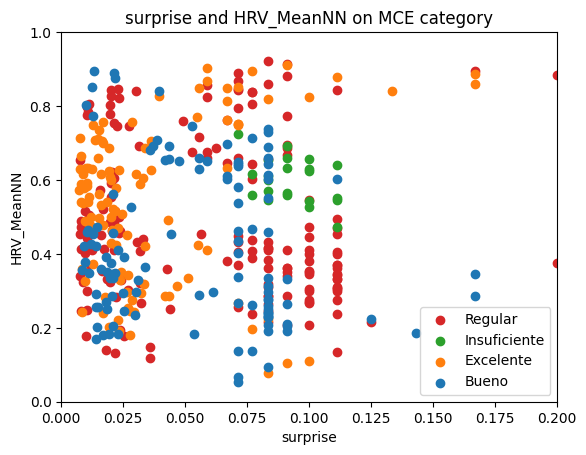 surprise and HRV_MeanNN on MCE category
1.0
0.8
0.6
0.4
0.2
0.0
HRV_MeanNN
Regular
Insuficiente
Excelente
Bueno
0.000 0.025 0.050 0.075 0.100 0.125 0.150 0.175 0.200
surprise